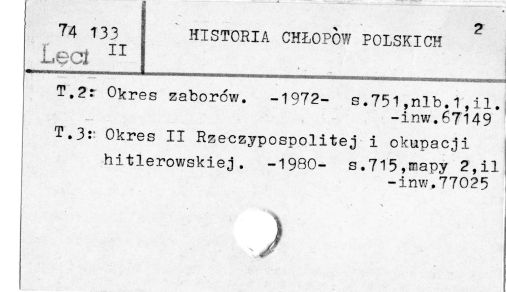 74 133
Lect II
HISTORIA CHŁOPÒW POLSKICH
2
T.2: Okres zaborów. -1972- s.751,nlb.1,il.
-inw.67149
T.3: Okres II Rzeczypospolitej i okupacji
hitlerowskiej. -1980- s.715,mapy 2,il
-inw.77025